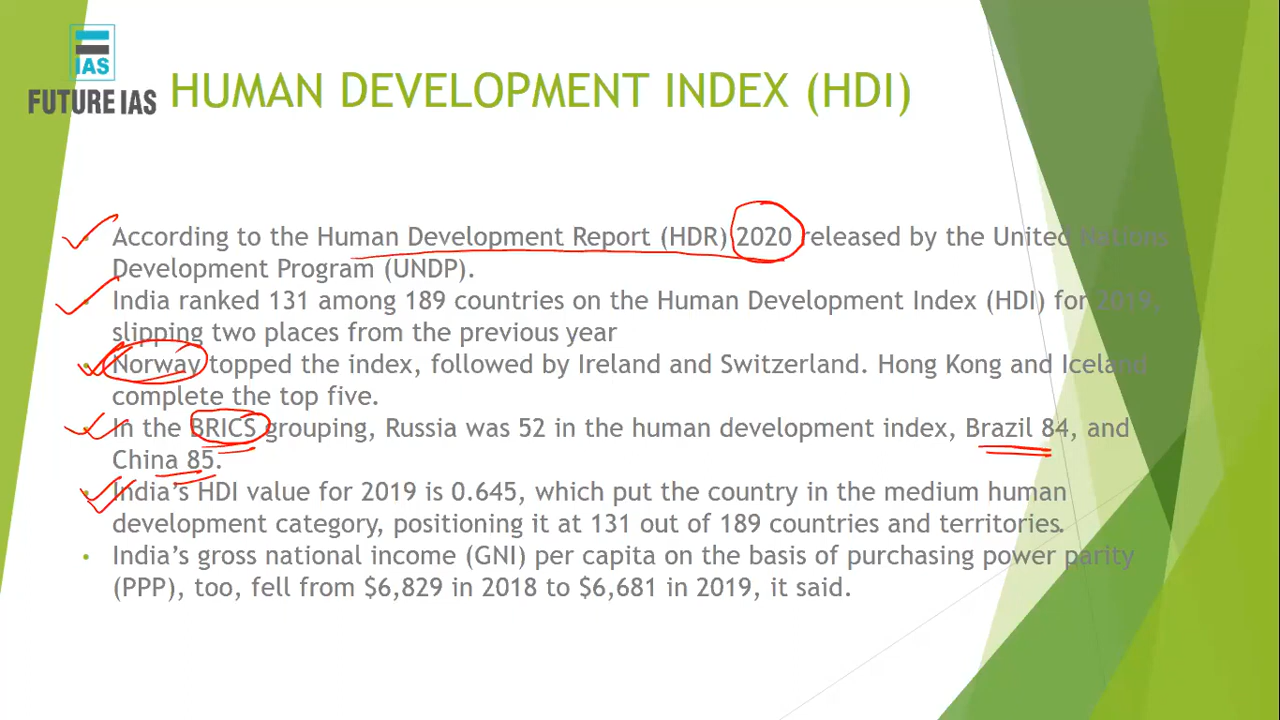 IAS
FUTURE IAS
HUMAN DEVELOPMENT INDEX (HDI)
• According to the Human Development Report (HDR) 2020 released by the United Nations
Development Program (UNDP).
• India ranked 131 among 189 countries on the Human Development Index (HDI) for 2019,
slipping two places from the previous year
• Norway topped the index, followed by Ireland and Switzerland. Hong Kong and Iceland
complete the top five.
• In the BRICS grouping, Russia was 52 in the human development index, Brazil 84, and
China 85.
• India's HDI value for 2019 is 0.645, which put the country in the medium human
development category, positioning it at 131 out of 189 countries and territories.
• India's gross national income (GNI) per capita on the basis of purchasing power parity
(PPP), too, fell from $6,829 in 2018 to $6,681 in 2019, it said.